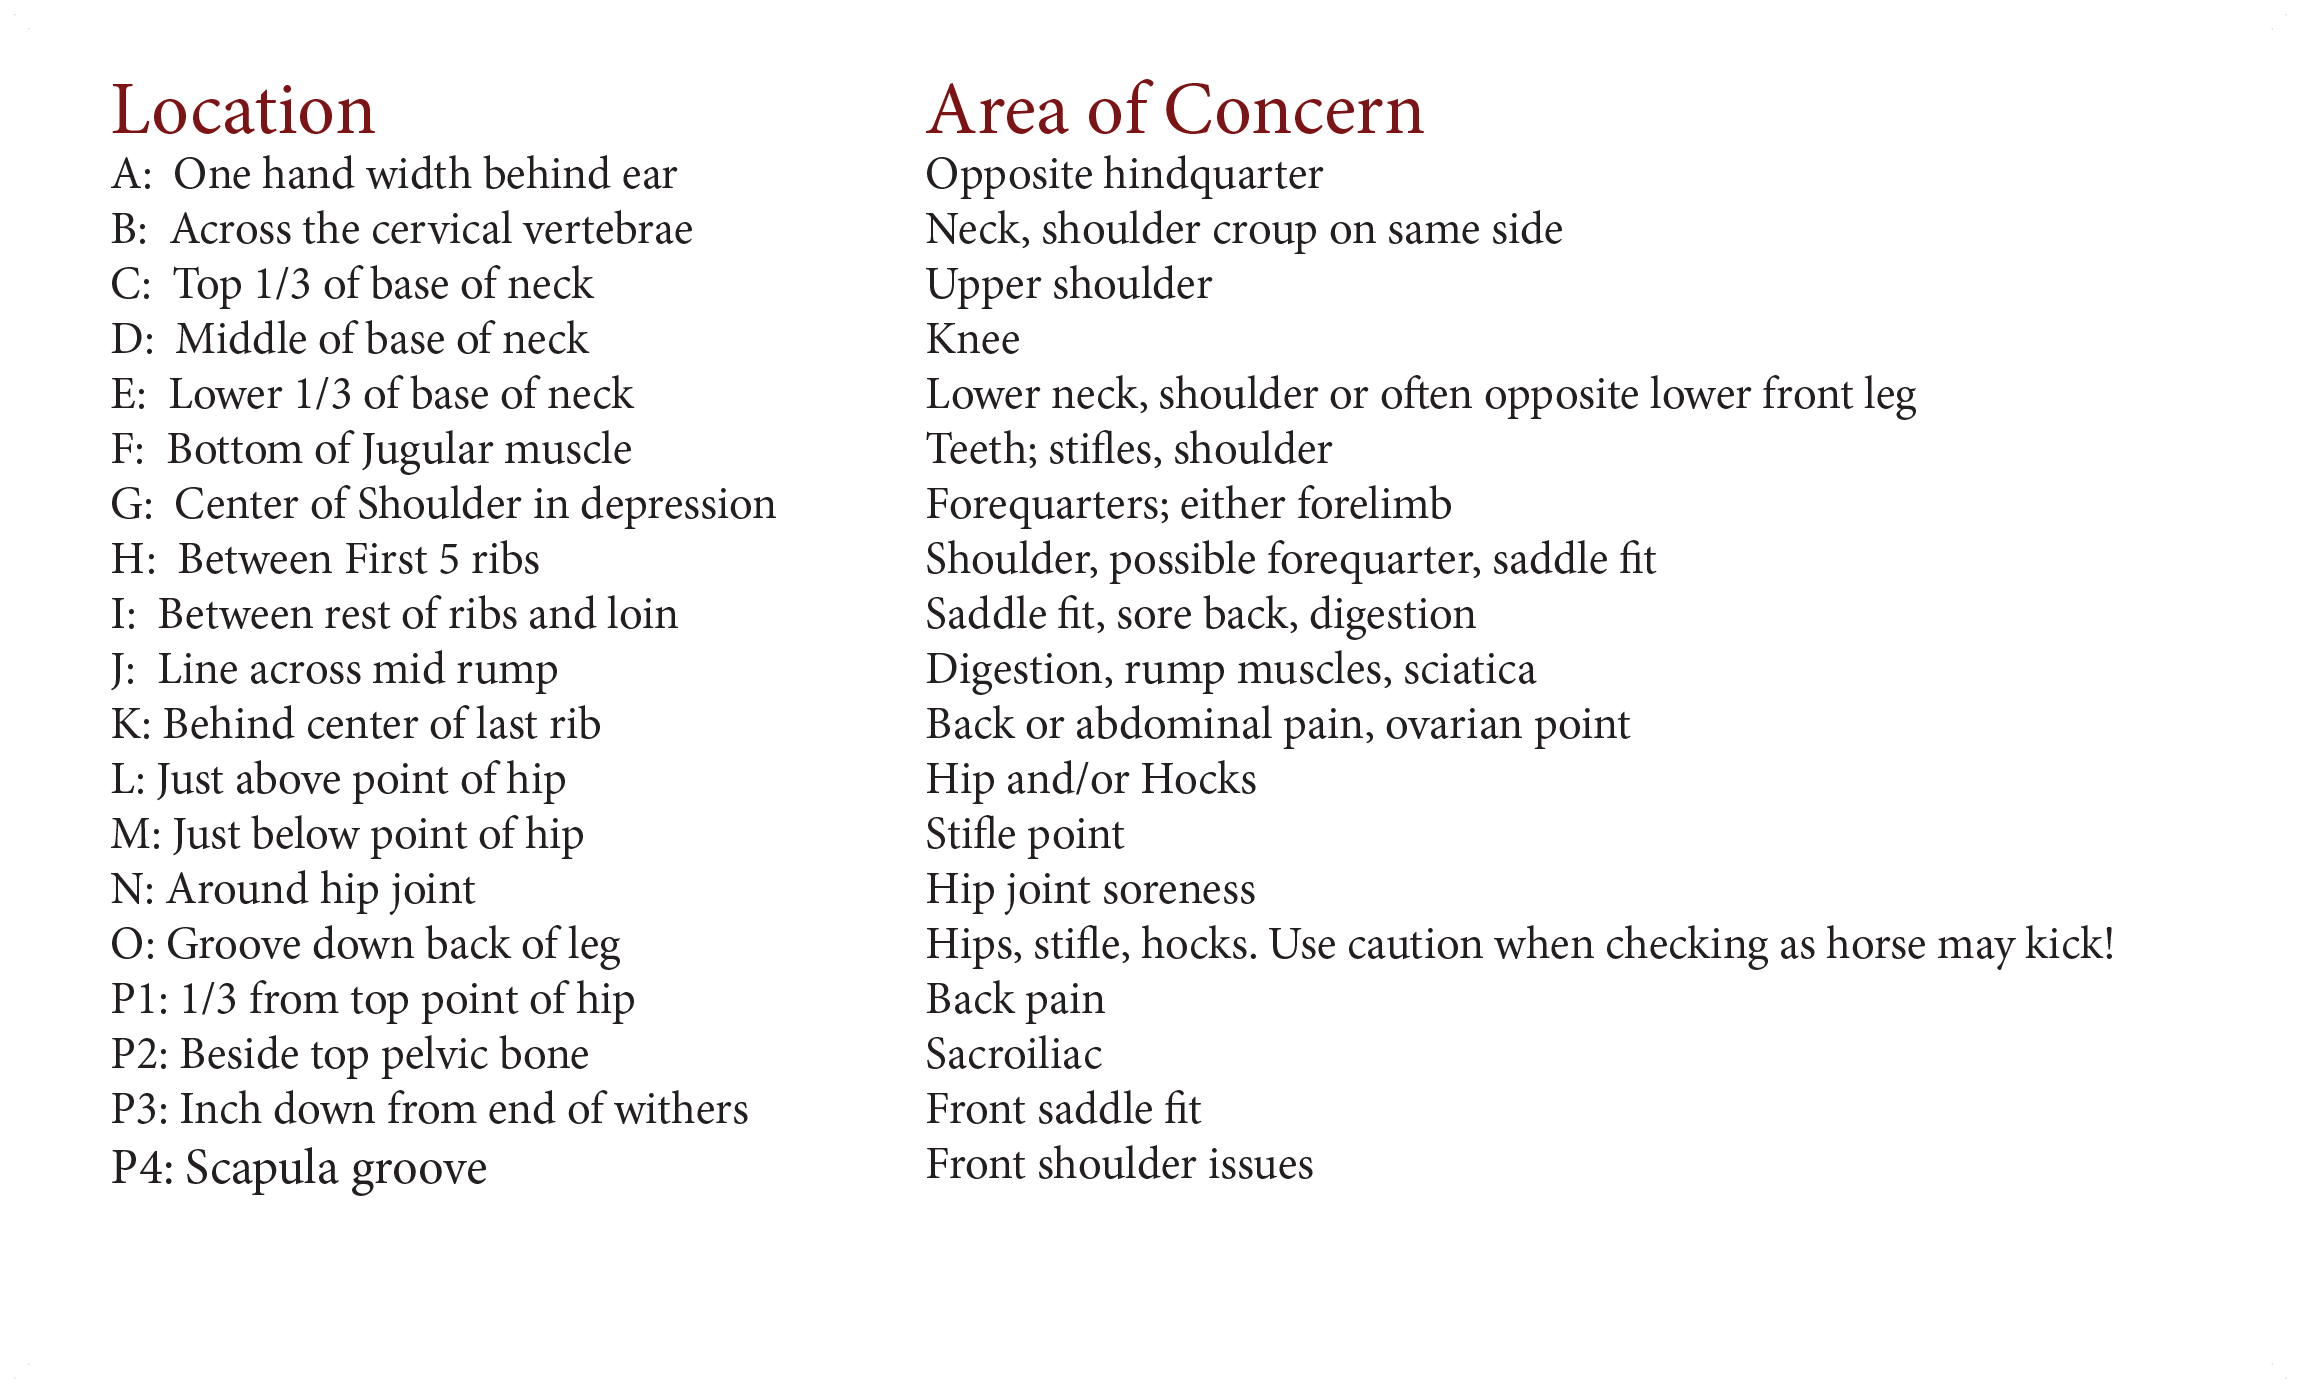 Location Area of Concern
A: One hand width behind ear Opposite hindquarter
B: Across the cervical vertebrae Neck, shoulder croup on same side
C: Top 1/3 of base of neck Upper shoulder
D: Middle of base of neck Knee
E: Lower 1/3 of base of neck Lower neck, shoulder or often opposite lower front leg
F: Bottom of Jugular muscle Teeth; stifles, shoulder
G: Center of Shoulder in depression Forequarters; either forelimb
H: Between First 5 ribs Shoulder, possible forequarter, saddle fit
I: Between rest of ribs and loin Saddle fit, sore back, digestion
J: Line across mid rump Digestion, rump muscles, sciatica
K: Behind center of last rib Back or abdominal pain, ovarian point
L: Just above point of hip Hip and/or Hocks
M: Just below point of hip Stifle point
N: Around hip joint Hip joint soreness
O: Groove down back of leg Hips, stifle, hocks. Use caution when checking as horse may kick!
P1: 1/3 from top point of hip Back pain
P2: Beside top pelvic bone Sacroiliac
P3: Inch down from end of withers Front saddle fit
P4: Scapula groove Front shoulder issues